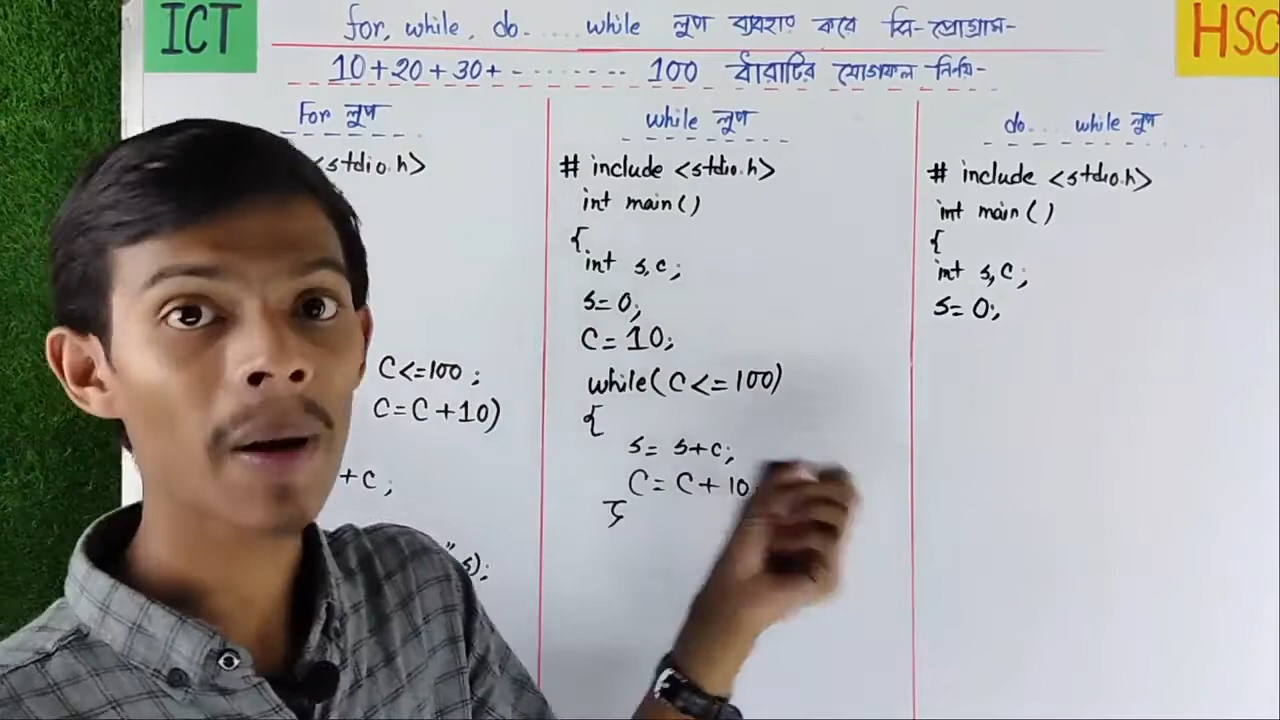 ICT
for, while, do.....while লুপ ব্যবহার করে সি-প্রোগ্রাম-
HSC
10+20+30+-------- 100 ধারাটির যোগফল নির্ণয়-
For লুপ
<stdio.h>
C<=100;
C=C+10)
+c;
"s);
while লুপ
# include <stdio.h>
int main()
{
int s,c;
s=0;
C=10;
while(C<=100)
{
s= s+c;
C=C+10
}
do.... while লুপ
# include <stdio.h>
int main()
{
int s,c;
s=0;